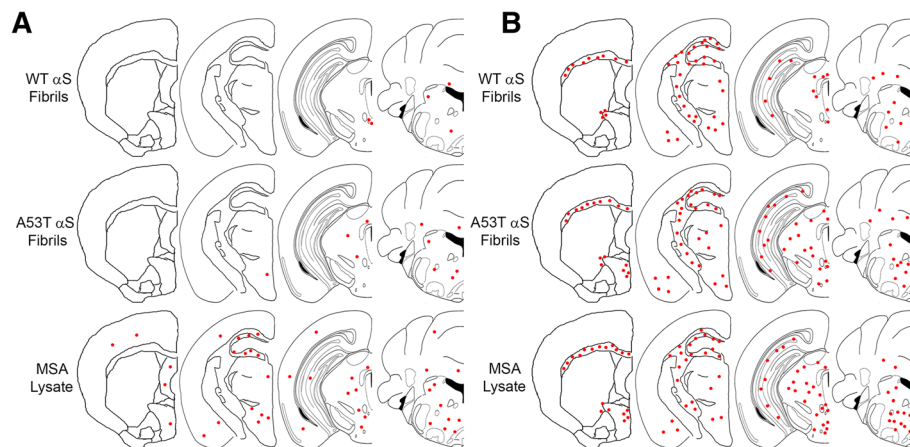 A
B
WT αS
Fibrils
WT αS
Fibrils
A53T αS
Fibrils
A53T αS
Fibrils
MSA
Lysate
MSA
Lysate